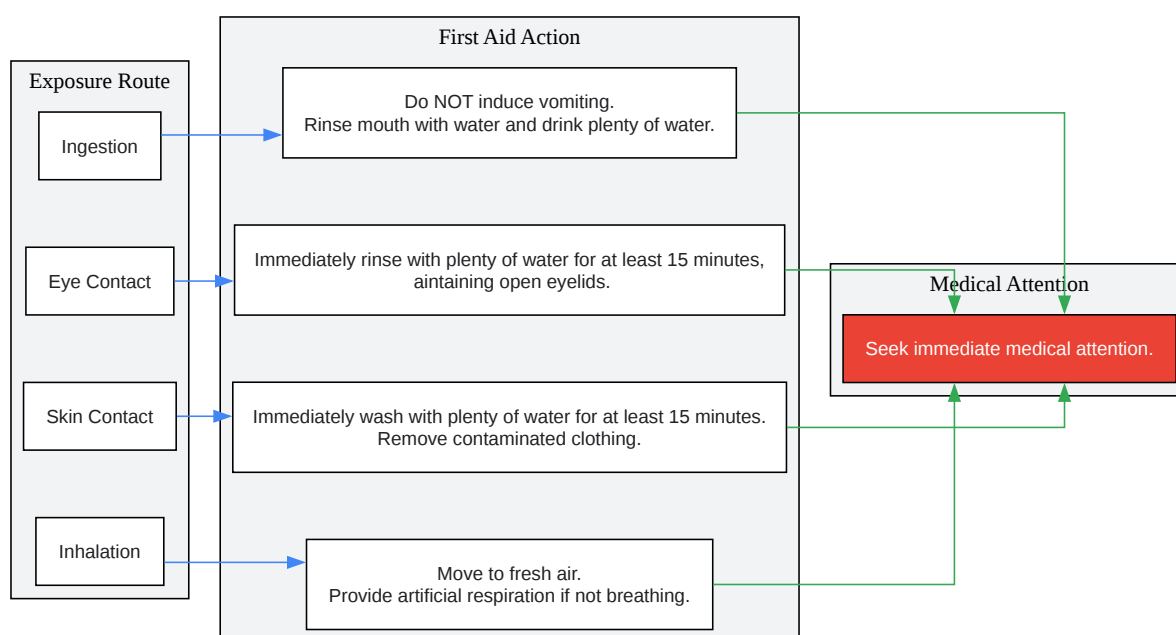 First Aid Action
Exposure Route
Do NOT induce vomiting.
Rinse mouth with water and drink plenty of water.
Ingestion
Immediately rinse with plenty of water for at least 15 minutes,
aintaining open eyelids.
Eye Contact
Medical Attention
Seek immediate medical attention.
Skin Contact
Immediately wash with plenty of water for at least 15 minutes.
Remove contaminated clothing.
Inhalation
Move to fresh air.
Provide artificial respiration if not breathing.